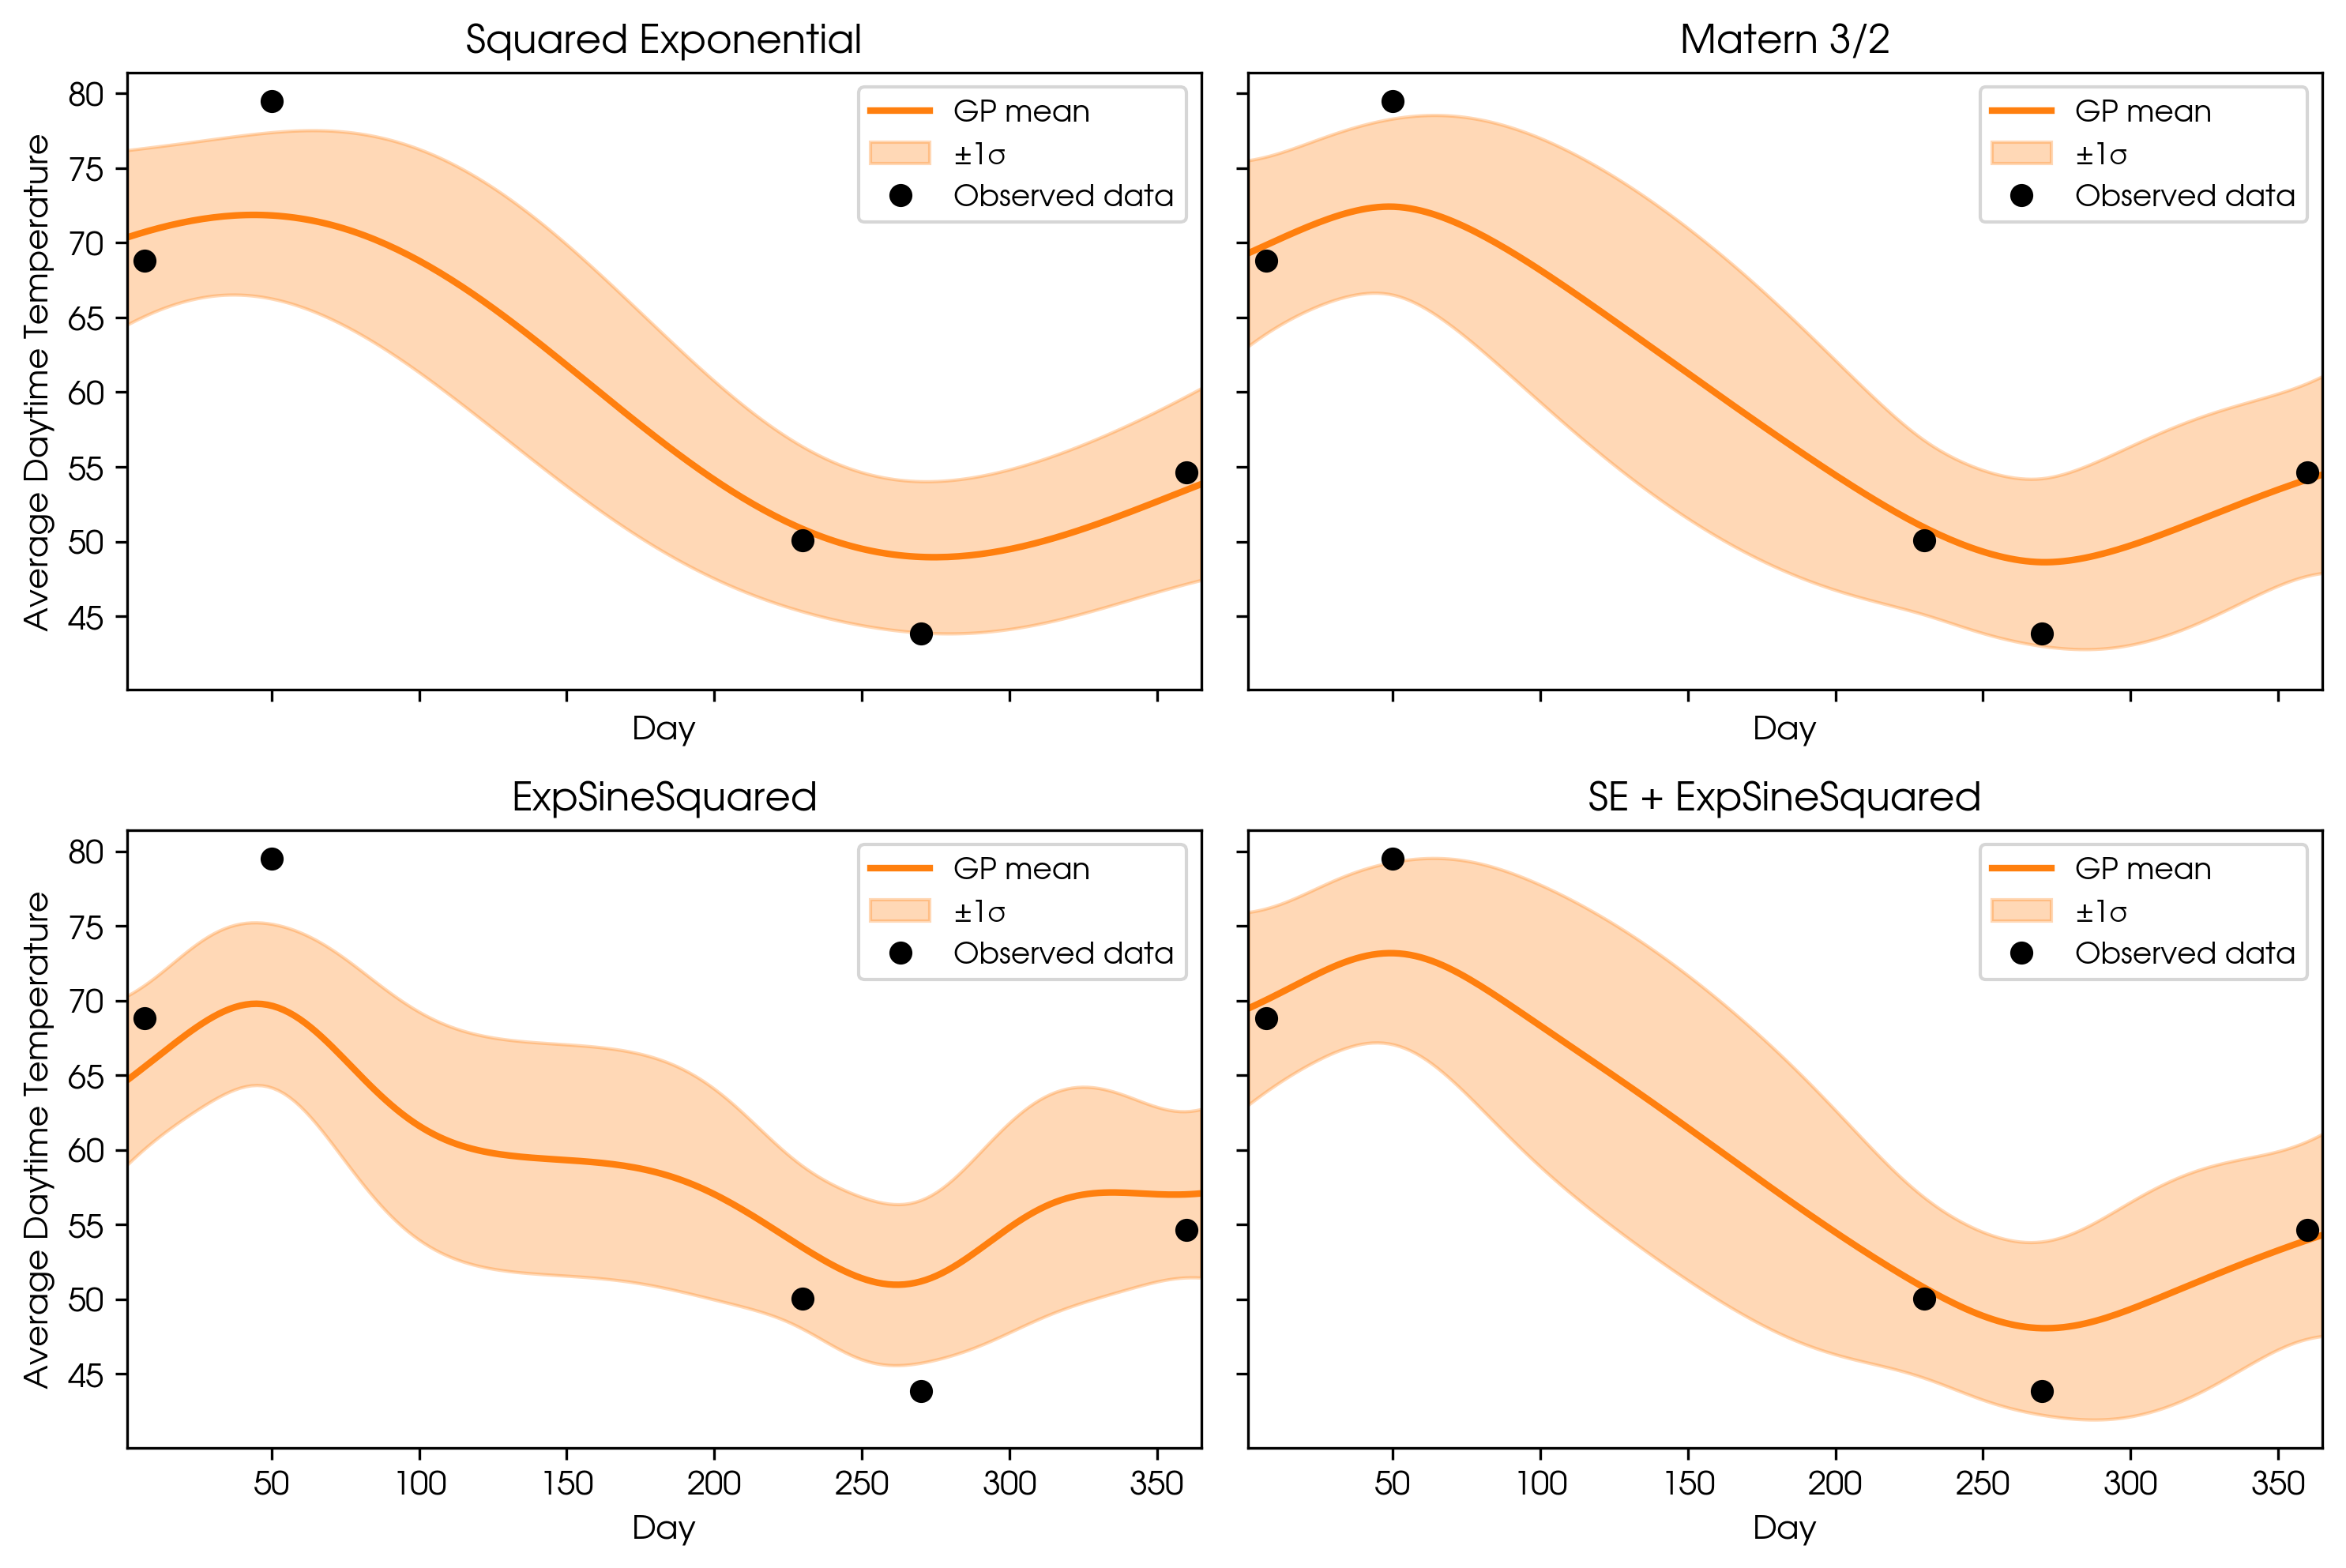 Squared Exponential
Average Daytime Temperature
80
75
70
65
60
55
50
45
GP mean
±1σ
Observed data
Day
Matern 3/2
GP mean
±1σ
Observed data
Day
ExpSineSquared
Average Daytime Temperature
80
75
70
65
60
55
50
45
GP mean
±1σ
Observed data
50 100 150 200 250 300 350
Day
SE + ExpSineSquared
GP mean
±1σ
Observed data
50 100 150 200 250 300 350
Day